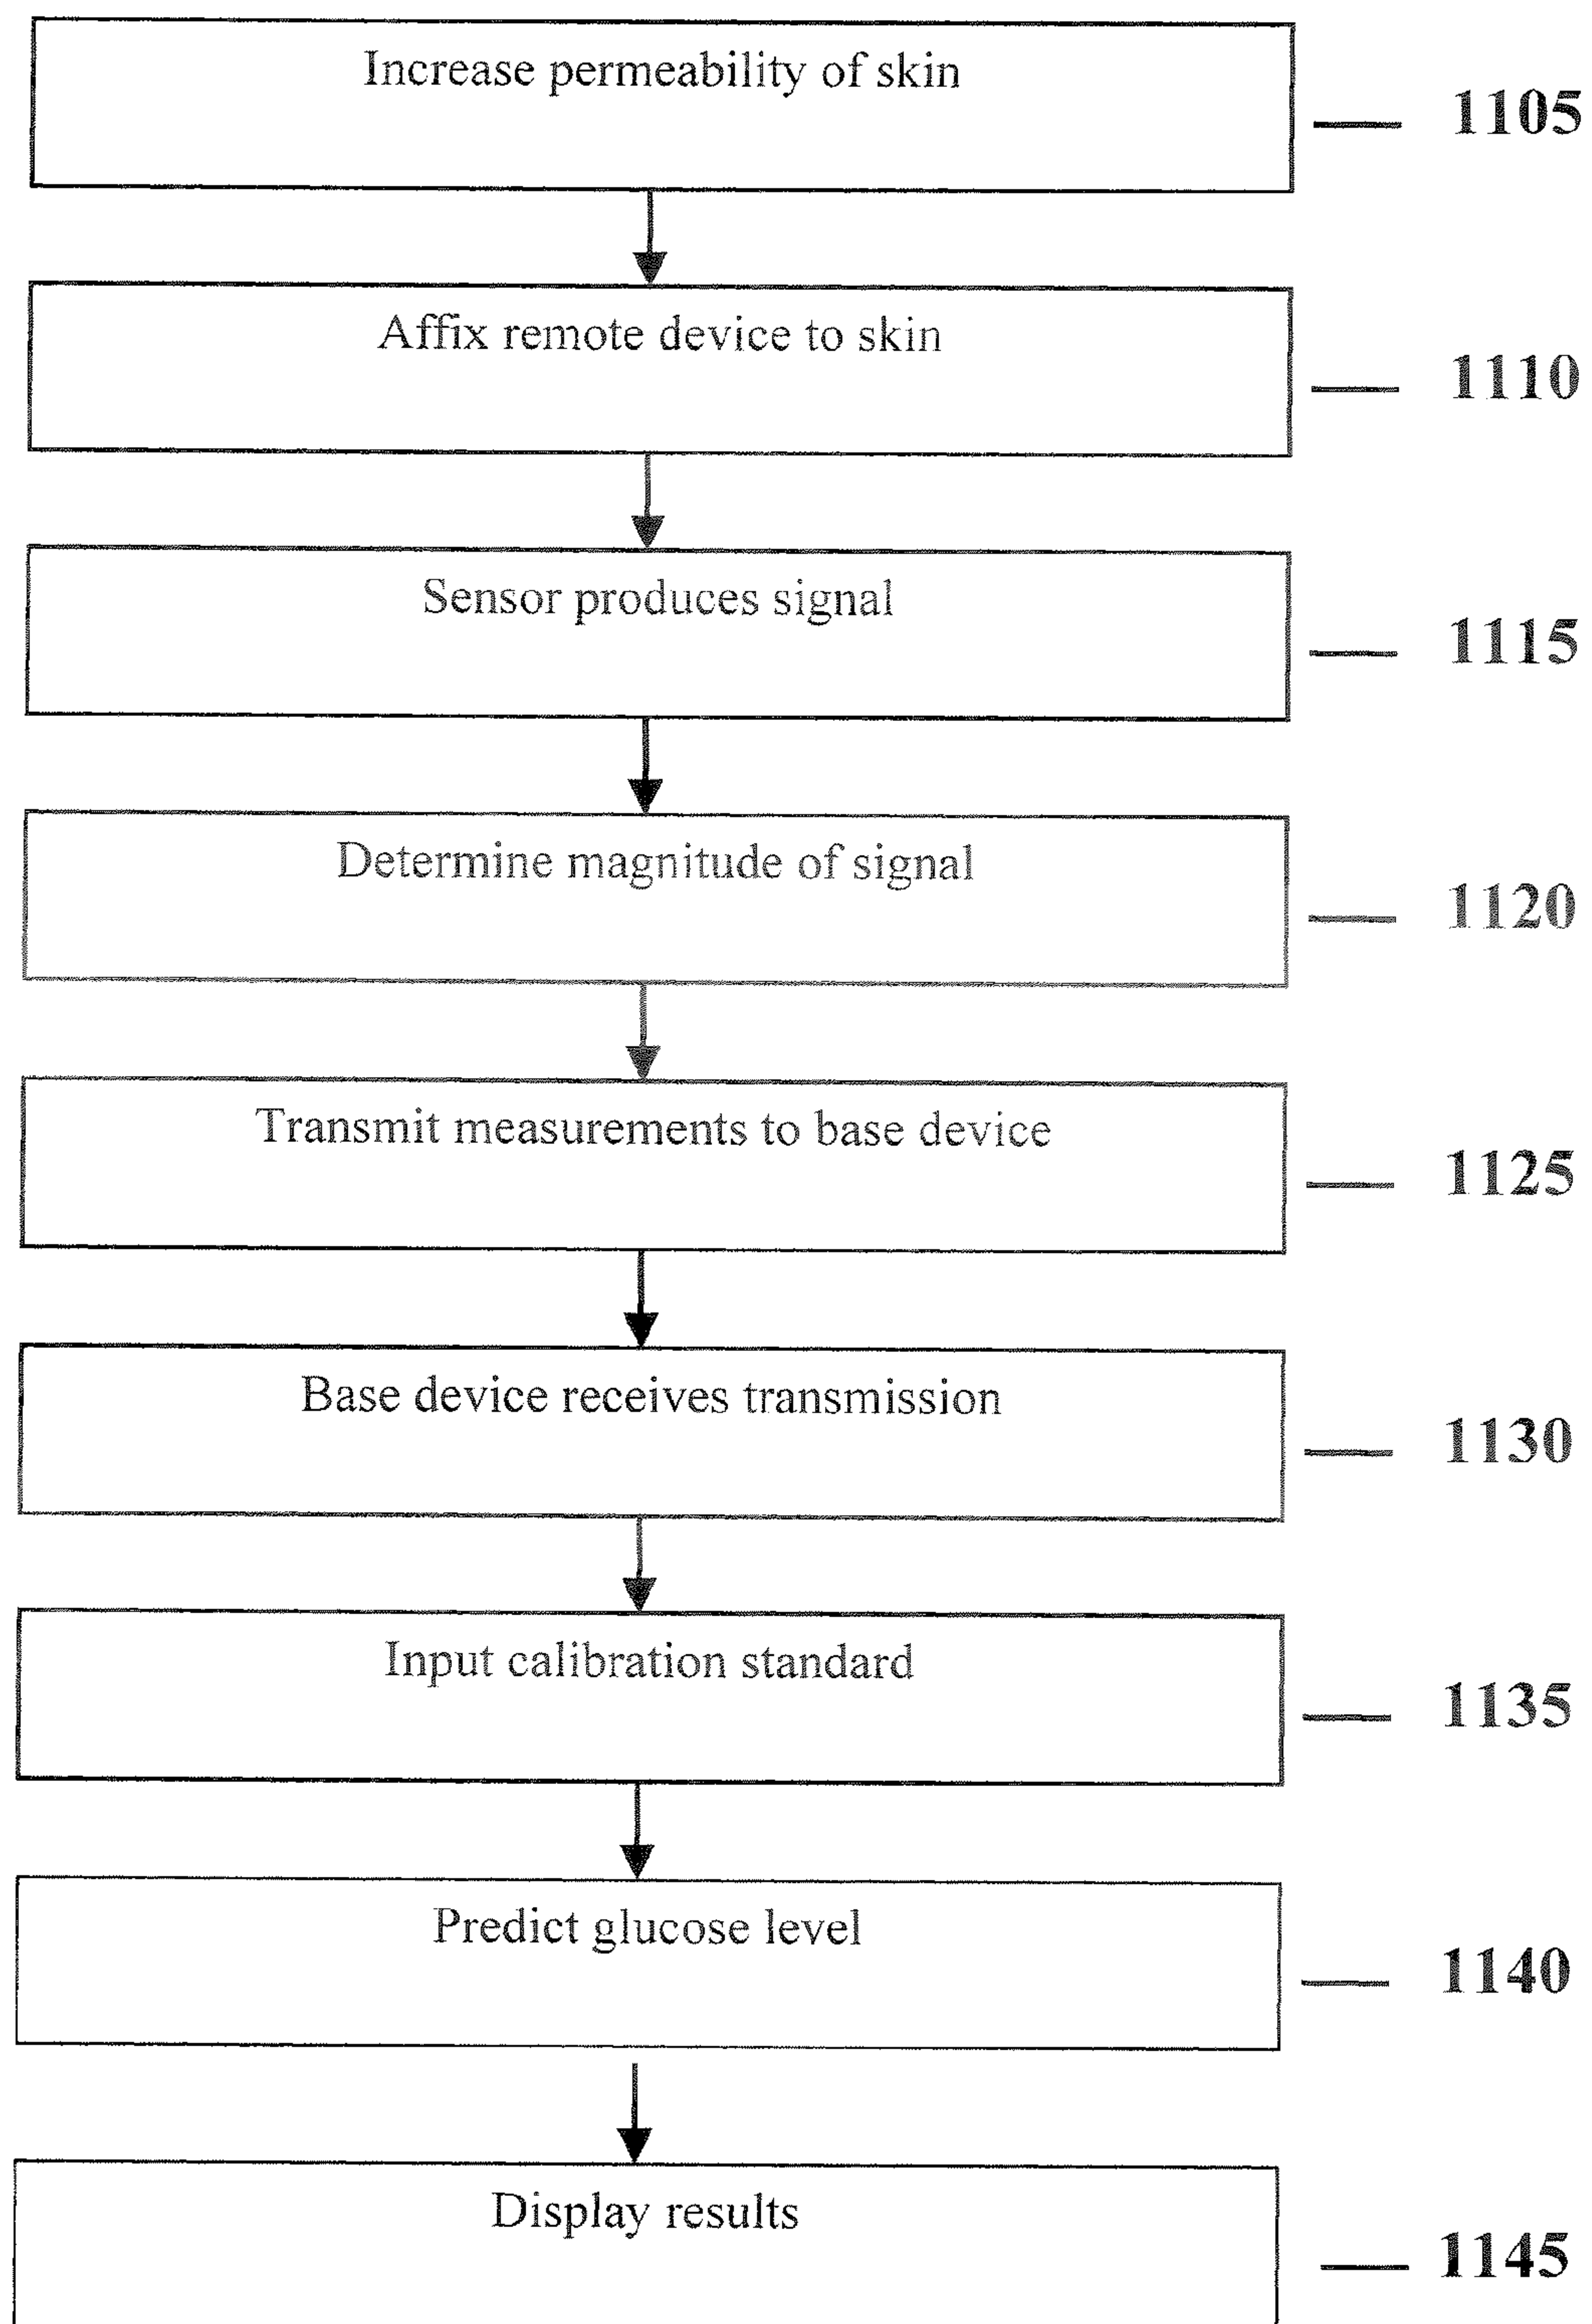 Increase permeability of skin
1105
Affix remote device to skin
1110
Sensor produces signal
1115
Determine magnitude of signal
1120
Transmit measurements to base device
1125
Base device receives transmission
1130
Input calibration standard
1135
Predict glucose level
1140
Display results
1145